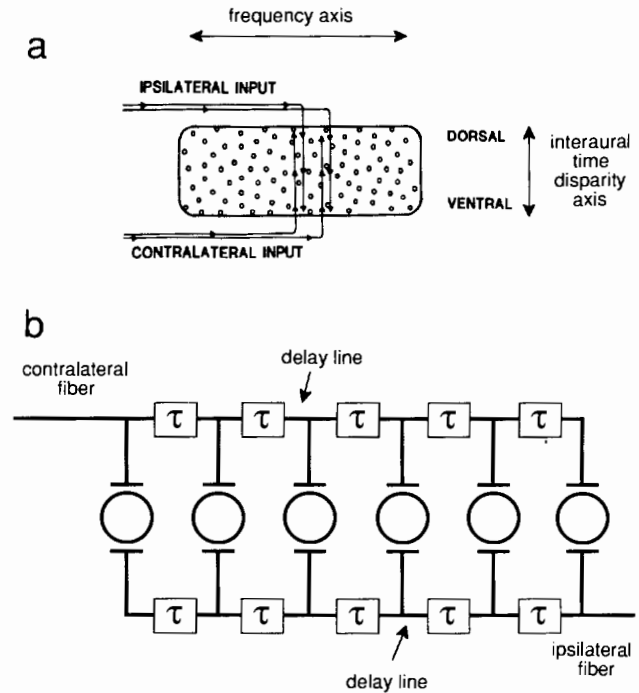 frequency axis
a
IPSILATERAL INPUT
DORSAL
interaural
time
disparity
axis
VENTRAL
CONTRALATERAL INPUT
b
delay line
contralateral
fiber
τ τ τ τ τ
τ τ τ τ τ
ipsilateral
fiber
delay line